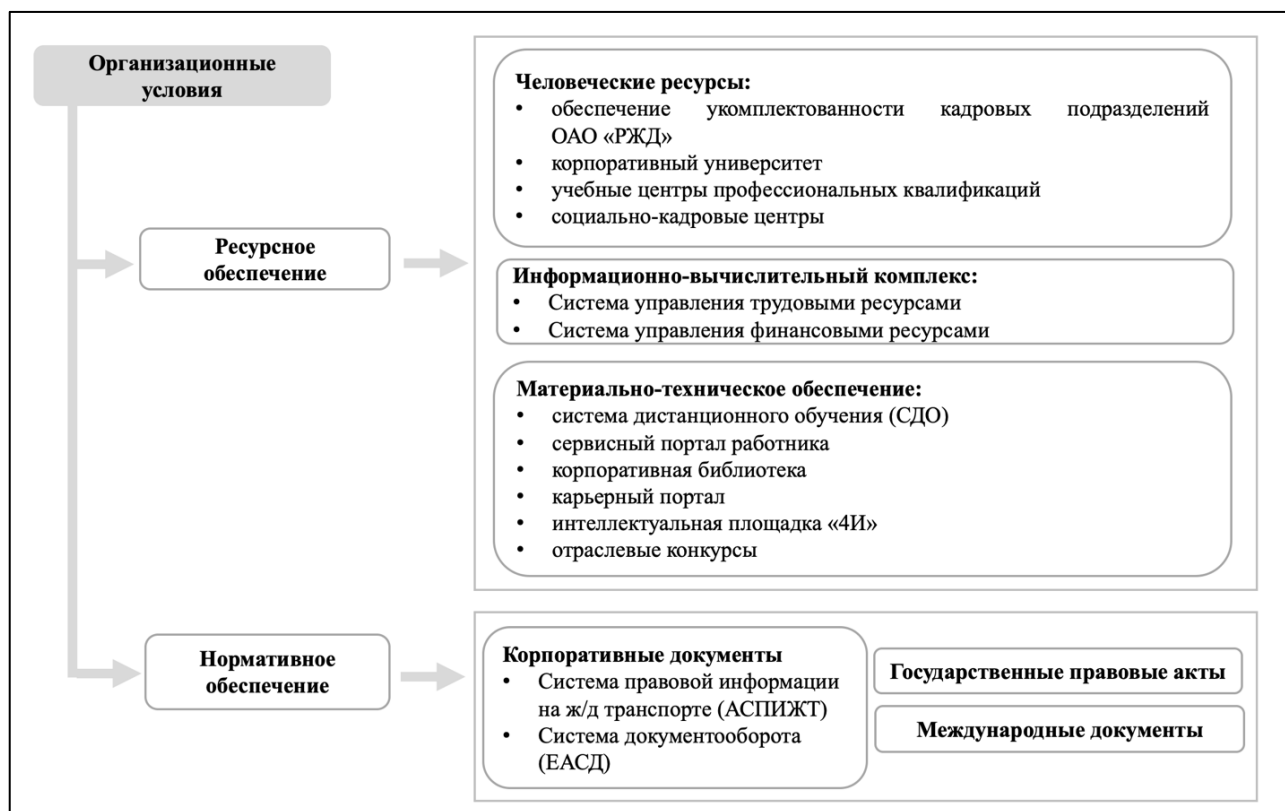 Организационные
условия
Человеческие ресурсы:
• обеспечение укомплектованности кадровых подразделений
ОАО «РЖД»
• корпоративный университет
• учебные центры профессиональных квалификаций
• социально-кадровые центры
Ресурсное
обеспечение
Информационно-вычислительный комплекс:
• Система управления трудовыми ресурсами
• Система управления финансовыми ресурсами
Материально-техническое обеспечение:
• система дистанционного обучения (СДО)
• сервисный портал работника
• корпоративная библиотека
• карьерный портал
• интеллектуальная площадка «4И»
• отраслевые конкурсы
Нормативное
обеспечение
Корпоративные документы
• Система правовой информации
на ж/д транспорте (АСПИЖТ)
• Система документооборота
(ЕАСД)
Государственные правовые акты
Международные документы